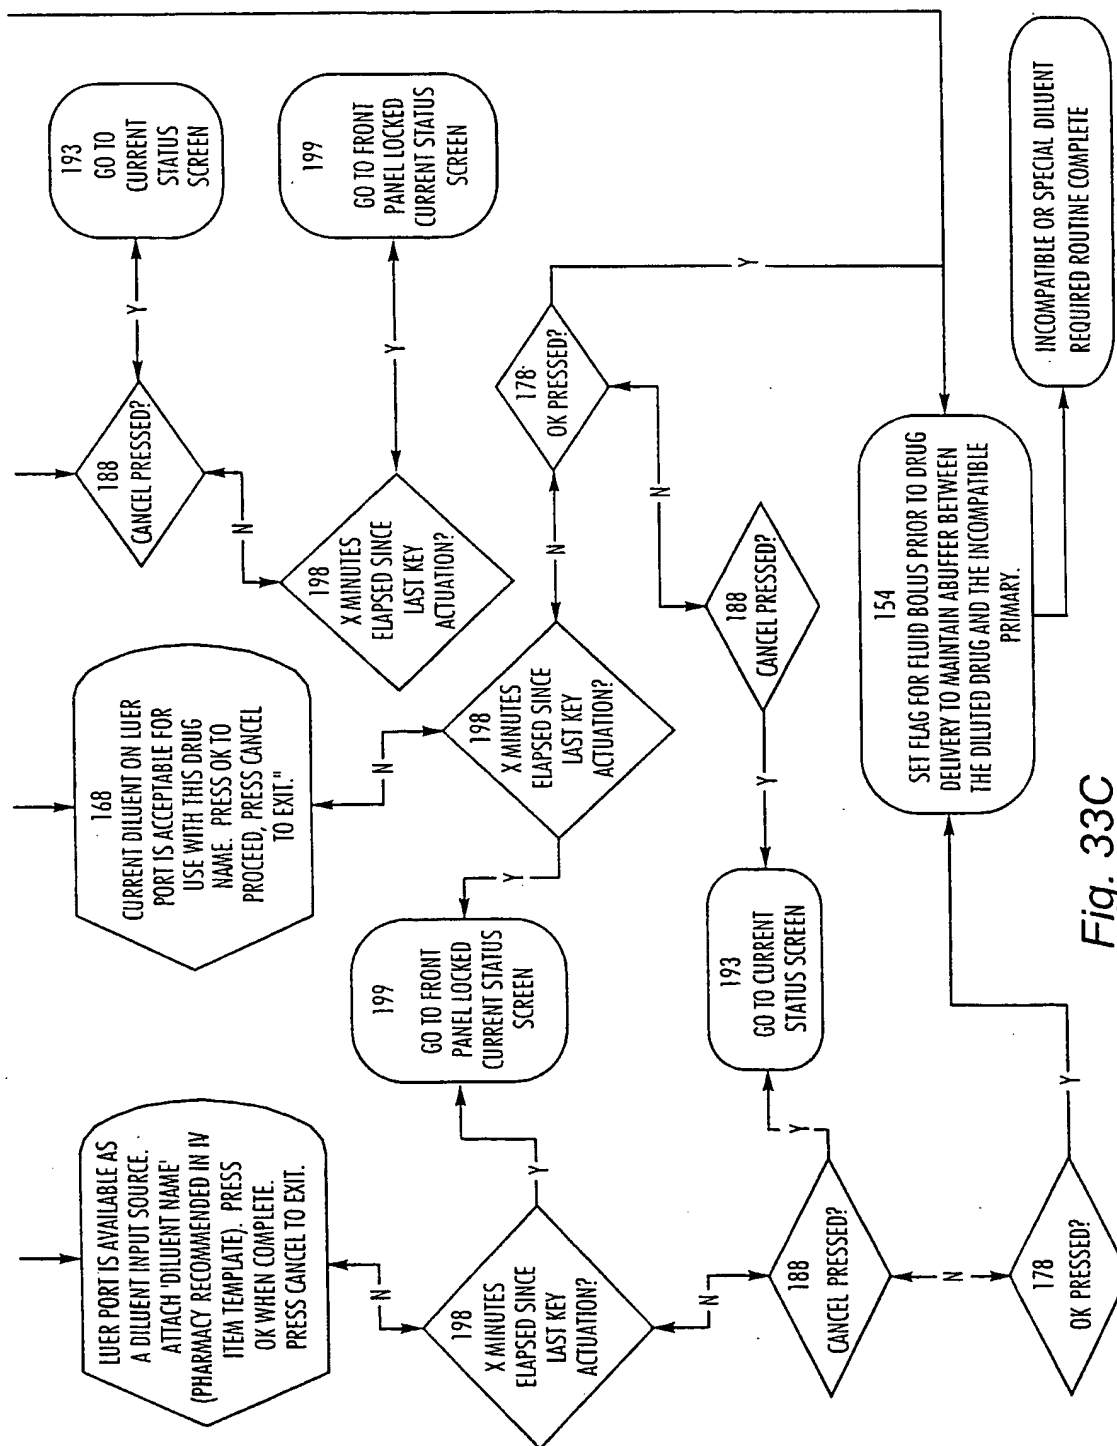 LUER PORT IS AVAILABLE AS
A DILUENT INPUT SOURCE.
ATTACH 'DILUENT NAME'
(PHARMACY RECOMMENDED IN IV
ITEM TEMPLATE). PRESS
OK WHEN COMPLETE.
PRESS CANCEL TO EXIT.
168
CURRENT DILUENT ON LUER
PORT IS ACCEPTABLE FOR
USE WITH THIS DRUG
NAME. PRESS OK TO
PROCEED, PRESS CANCEL
TO EXIT."
188
CANCEL PRESSED?
Y
193
GO TO
CURRENT
STATUS
SCREEN
N
198
X MINUTES
ELAPSED SINCE
LAST KEY
ACTUATION?
Y
199
GO TO FRONT
PANEL LOCKED
CURRENT STATUS
SCREEN
N
198
X MINUTES
ELAPSED SINCE
LAST KEY
ACTUATION?
Y
199
GO TO FRONT
PANEL LOCKED
CURRENT STATUS
SCREEN
N
198
X MINUTES
ELAPSED SINCE
LAST KEY
ACTUATION?
Y
N
178
OK PRESSED?
Y
N
188
CANCEL PRESSED?
Y
193
GO TO CURRENT
STATUS SCREEN
N
188
CANCEL PRESSED?
Y
N
178
OK PRESSED?
Y
154
SET FLAG FOR FLUID BOLUS PRIOR TO DRUG
DELIVERY TO MAINTAIN ABUFFER BETWEEN
THE DILUTED DRUG AND THE INCOMPATIBLE
PRIMARY.
INCOMPATIBLE OR SPECIAL DILUENT
REQUIRED ROUTINE COMPLETE
Fig. 33C